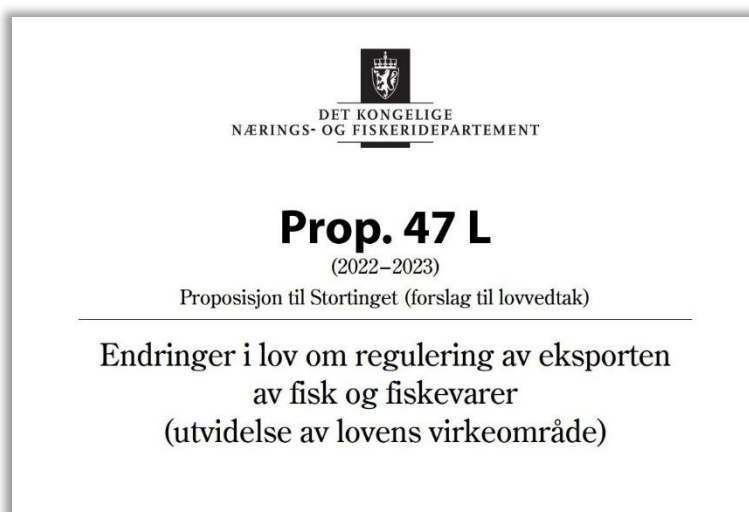 DET KONGELIGE
NÆRINGS- OG FISKERIDEPARTEMENT
Prop. 47 L
(2022–2023)
Proposisjon til Stortinget (forslag til lovvedtak)
Endringer i lov om regulering av eksporten
av fisk og fiskevarer
(utvidelse av lovens virkeområde)